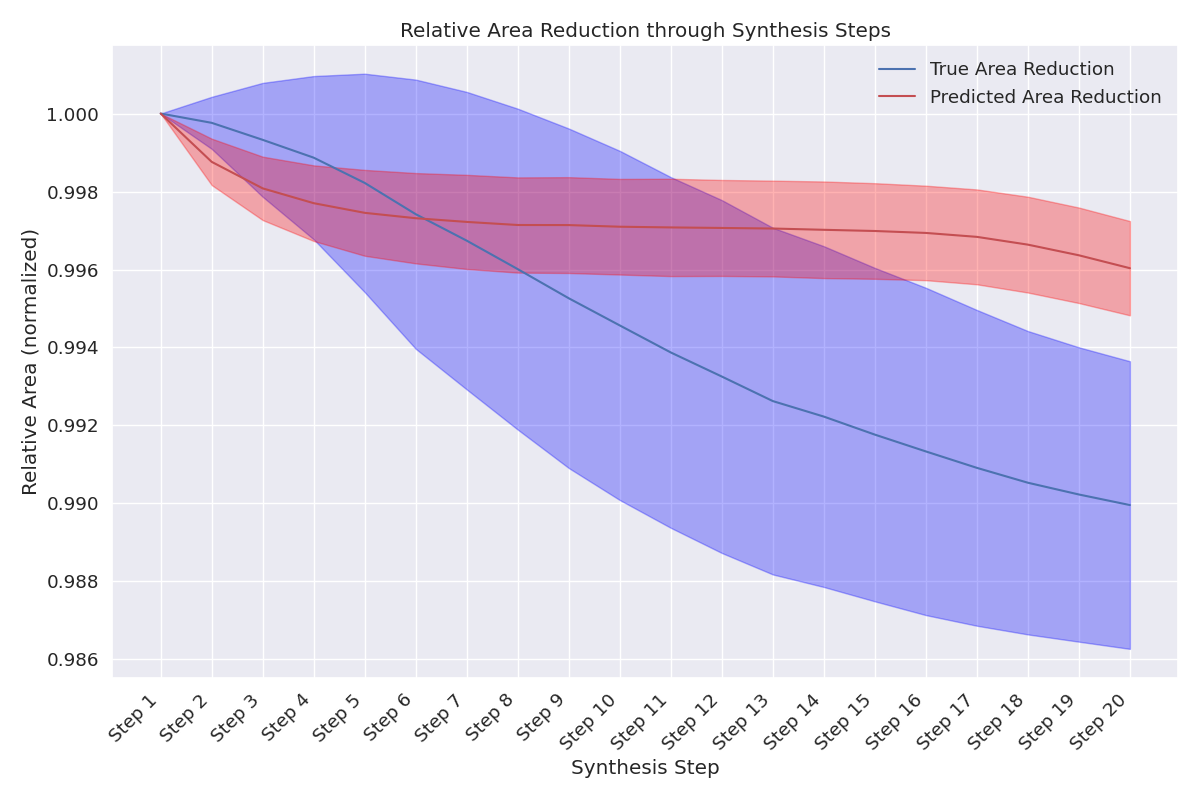 Relative Area Reduction through Synthesis Steps
True Area Reduction
Predicted Area Reduction
Relative Area (normalized)
1.000
0.998
0.996
0.994
0.992
0.990
0.988
0.986
Step 1
Step 2
Step 3
Step 4
Step 5
Step 6
Step 7
Step 8
Step 9
Step 10
Step 11
Step 12
Step 13
Step 14
Step 15
Step 16
Step 17
Step 18
Step 19
Step 20
Synthesis Step